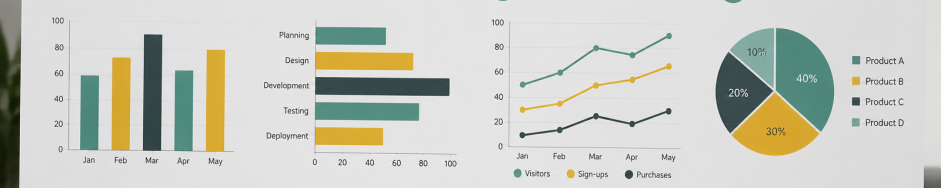 100
80
60
40
20
0
Jan Feb Mar Apr May
Planning
Design
Development
Testing
Deployment
0 20 40 60 80 100
100
80
60
40
20
0
Jan Feb Mar Apr May
Visitors Sign-ups Purchases
10%
40%
20%
30%
Product A
Product B
Product C
Product D